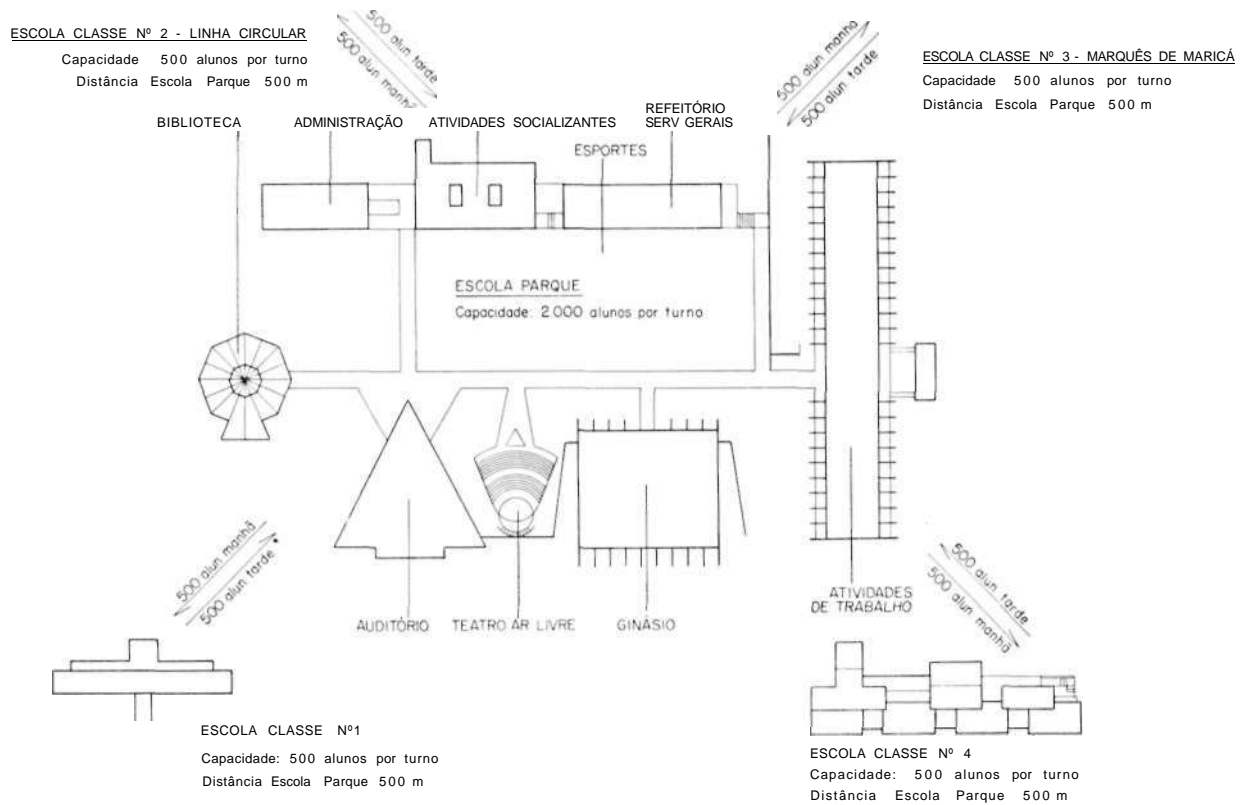 ESCOLA CLASSE Nº 2 - LINHA CIRCULAR
Capacidade 500 alunos por turno
Distância Escola Parque 500 m
500 alun tarde
500 alun manhã
500 alun manhã
500 alun tarde
ESCOLA CLASSE Nº 3 - MARQUÊS DE MARICÁ
Capacidade 500 alunos por turno
Distância Escola Parque 500 m
BIBLIOTECA
ADMINISTRAÇÃO
ATIVIDADES SOCIALIZANTES
REFEITÓRIO
SERV GERAIS
ESPORTES
ESCOLA PARQUE
Capacidade: 2.000 alunos por turno
500 alun manhã
500 alun tarde
AUDITÓRIO
TEATRO AR LIVRE
GINÁSIO
ATIVIDADES
DE TRABALHO
500 alun tarde
500 alun manhã
ESCOLA CLASSE Nº1
Capacidade: 500 alunos por turno
Distância Escola Parque 500 m
ESCOLA CLASSE Nº 4
Capacidade: 500 alunos por turno
Distância Escola Parque 500 m